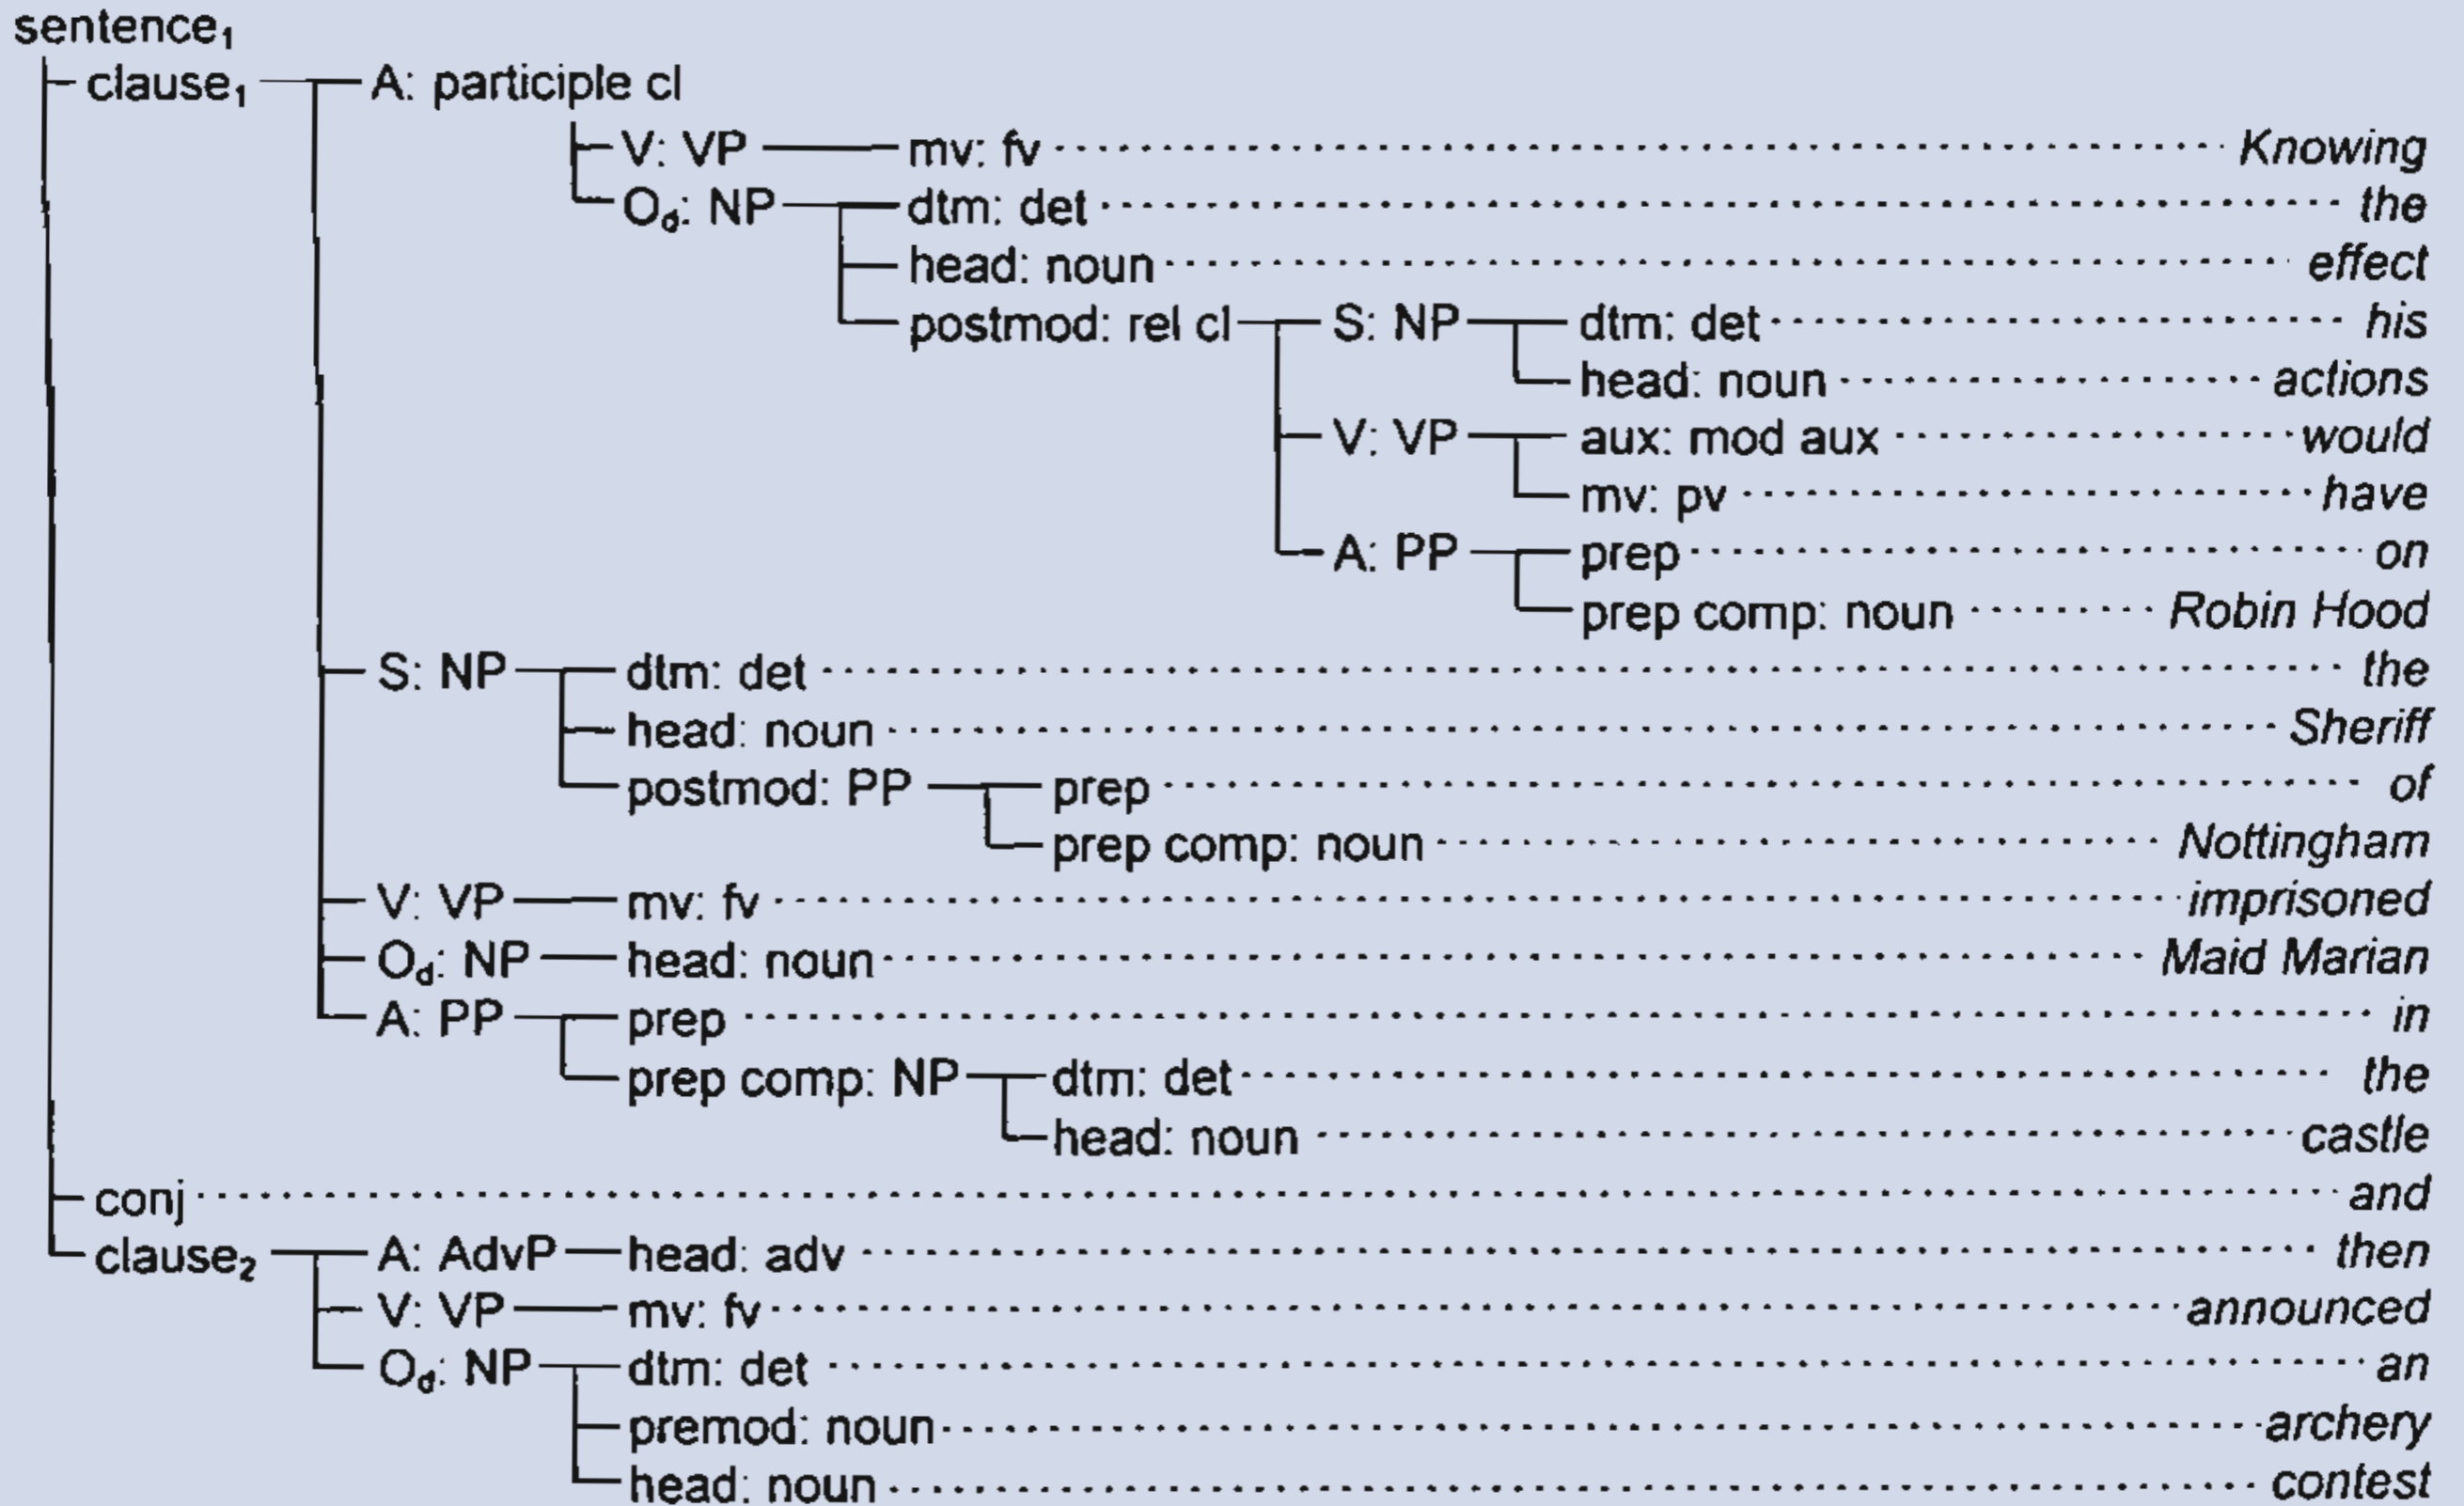 sentence₁
clause₁ A: participle cl
V: VP mv: fv Knowing
O_d: NP dtm: det the
head: noun effect
postmod: rel cl S: NP dtm: det his
head: noun actions
V: VP aux: mod aux would
mv: pv have
A: PP prep on
prep comp: noun Robin Hood
S: NP dtm: det the
head: noun Sheriff
postmod: PP prep of
prep comp: noun Nottingham
V: VP mv: fv imprisoned
O_d: NP head: noun Maid Marian
A: PP prep in
prep comp: NP dtm: det the
head: noun castle
conj and
clause₂ A: AdvP head: adv then
V: VP mv: fv announced
O_d: NP dtm: det an
premod: noun archery
head: noun contest